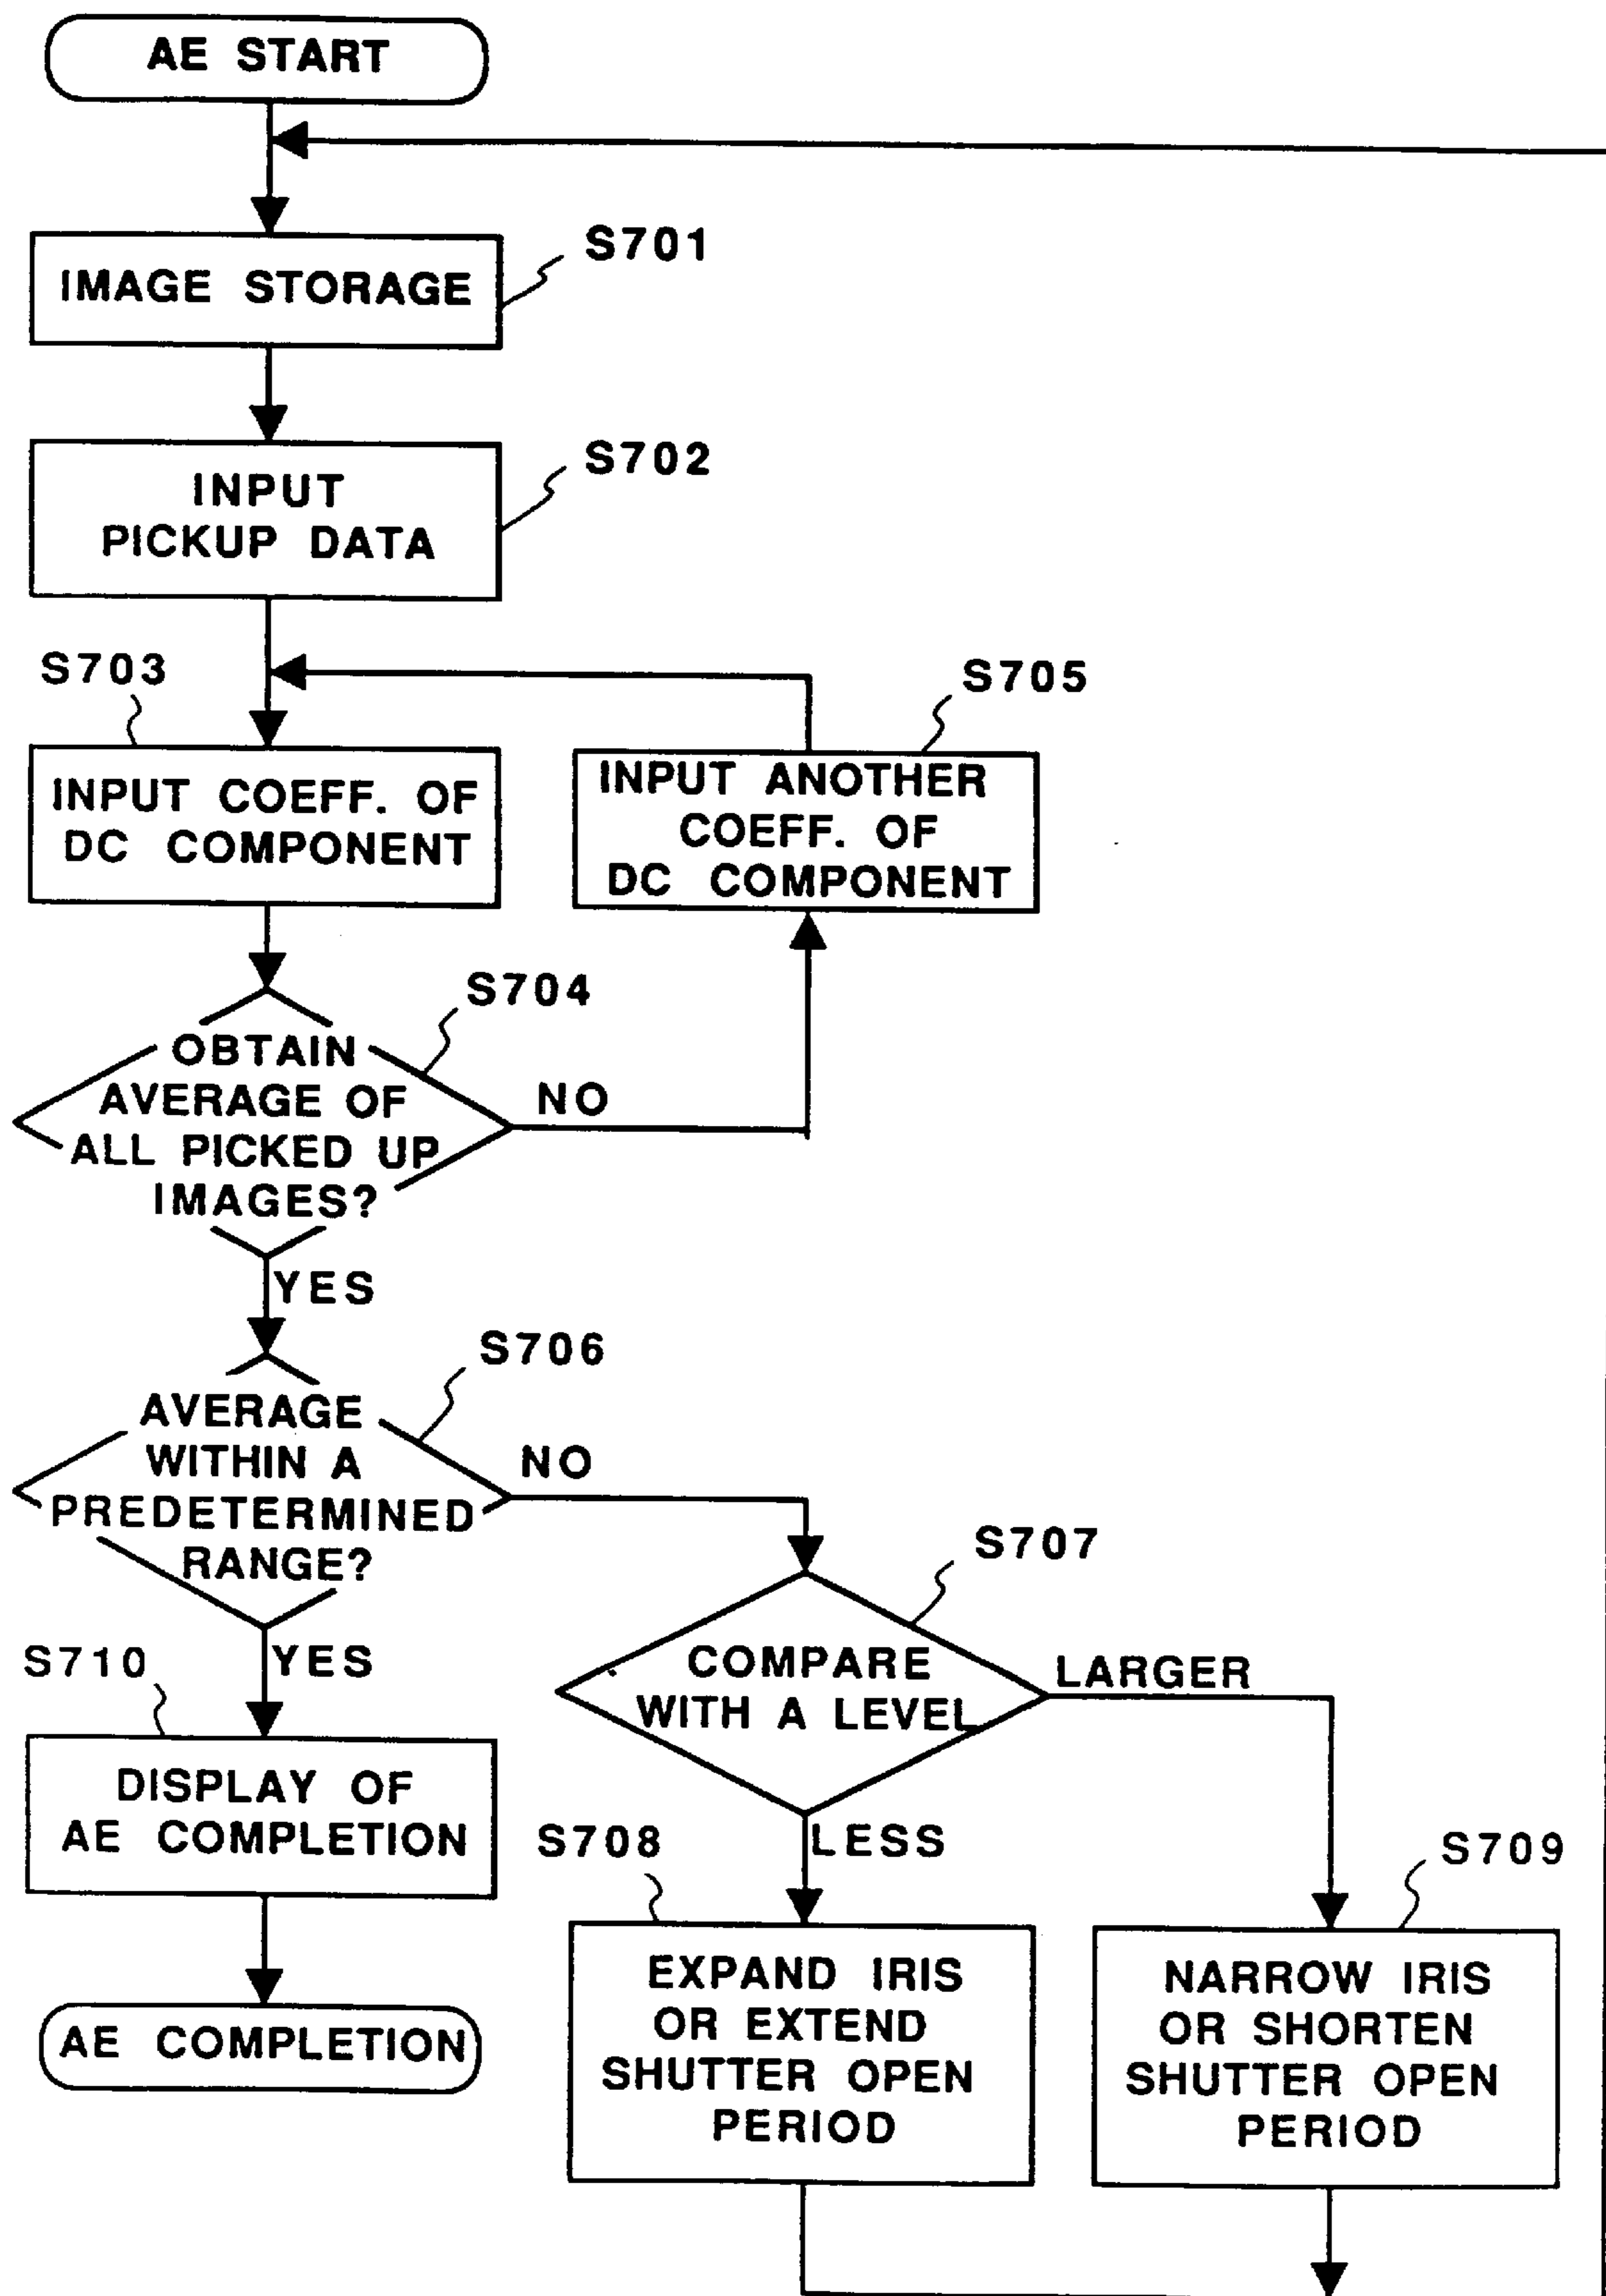 AE START
S701
IMAGE STORAGE
S702
INPUT
PICKUP DATA
S703
S705
INPUT COEFF. OF
DC COMPONENT
INPUT ANOTHER
COEFF. OF
DC COMPONENT
S704
OBTAIN
AVERAGE OF
ALL PICKED UP
IMAGES?
NO
YES
S706
AVERAGE
WITHIN A
PREDETERMINED
RANGE?
NO
S707
S710
YES
COMPARE
WITH A LEVEL
LARGER
DISPLAY OF
AE COMPLETION
S708
LESS
S709
AE COMPLETION
EXPAND IRIS
OR EXTEND
SHUTTER OPEN
PERIOD
NARROW IRIS
OR SHORTEN
SHUTTER OPEN
PERIOD